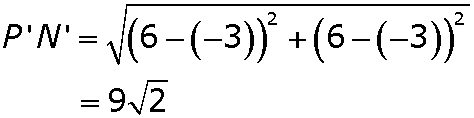 P'N' = √((6−(−3))² + (6−(−3))²)
= 9√2